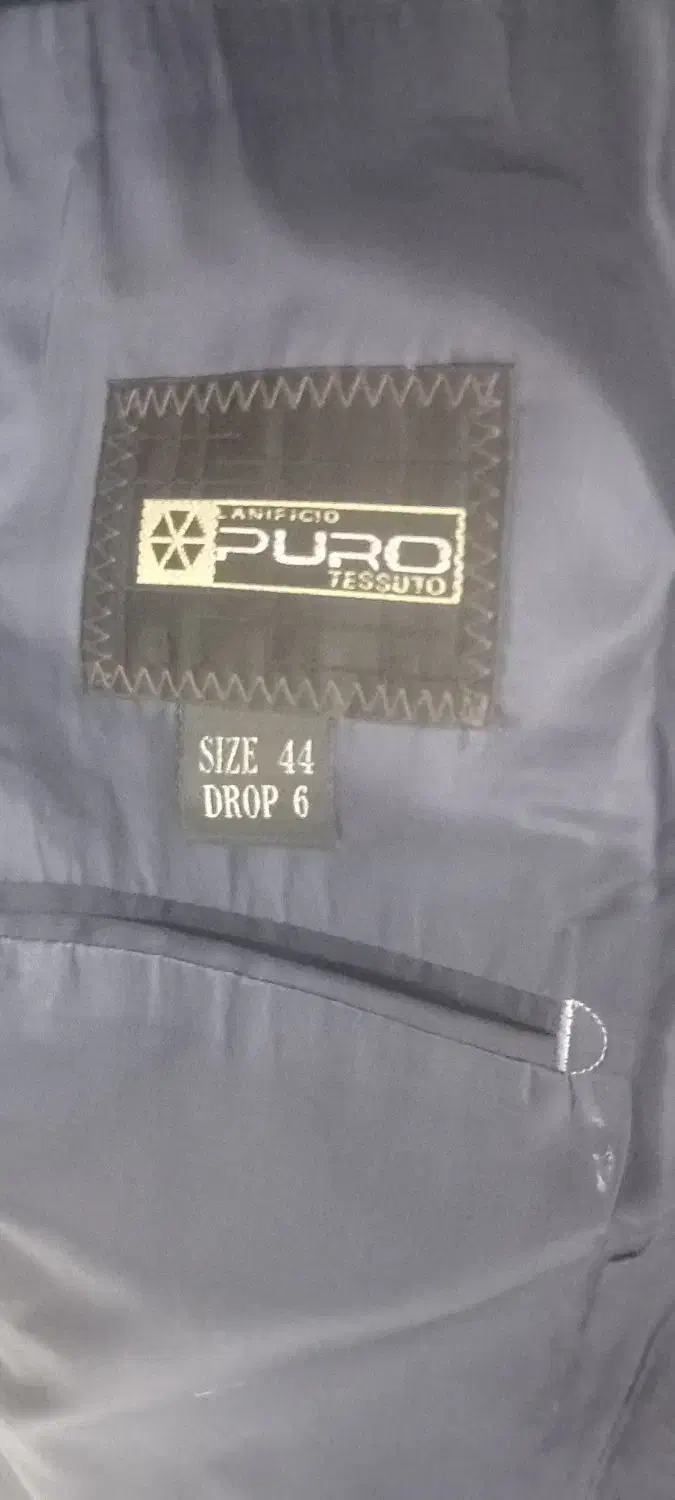 LANIFICIO
PURO
TESSUTO
SIZE 44
DROP 6